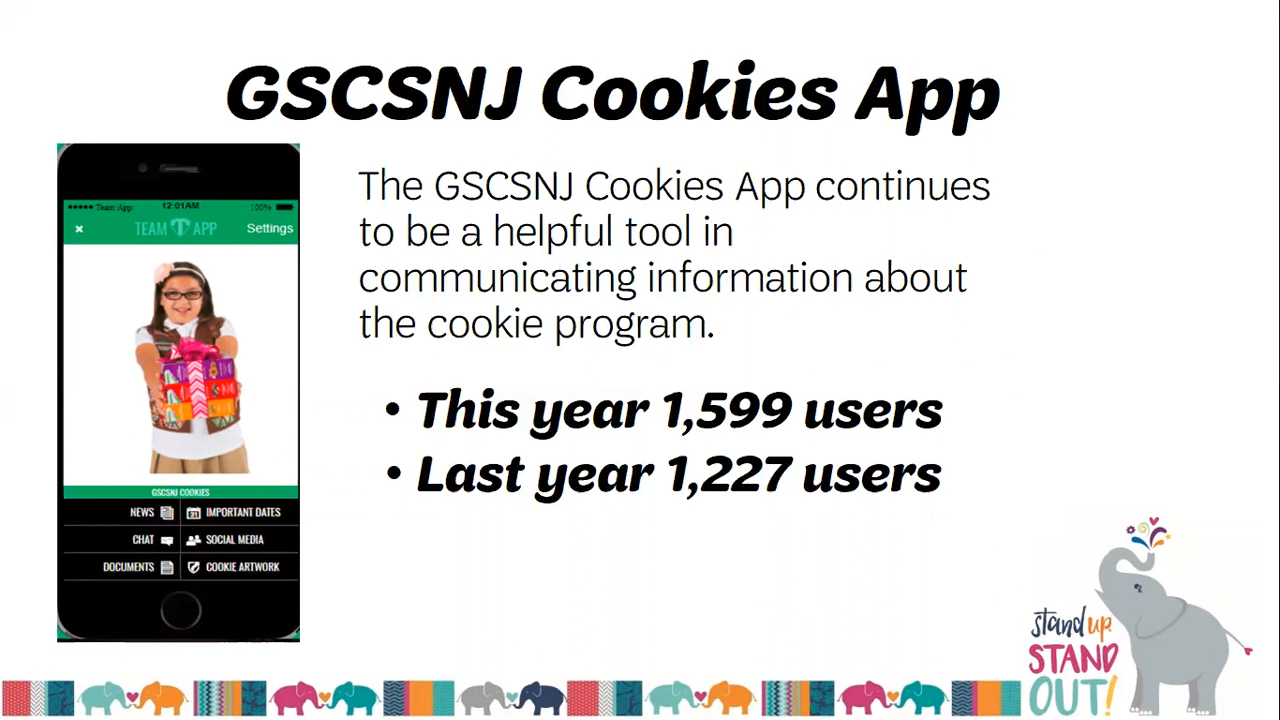 GSCSNJ Cookies App
The GSCSNJ Cookies App continues
to be a helpful tool in
communicating information about
the cookie program.
• This year 1,599 users
• Last year 1,227 users
Team App 12:01AM 100%
× TEAM T APP Settings
GSCSNJ COOKIES
NEWS IMPORTANT DATES
CHAT SOCIAL MEDIA
DOCUMENTS COOKIE ARTWORK
stand up
STAND
OUT!